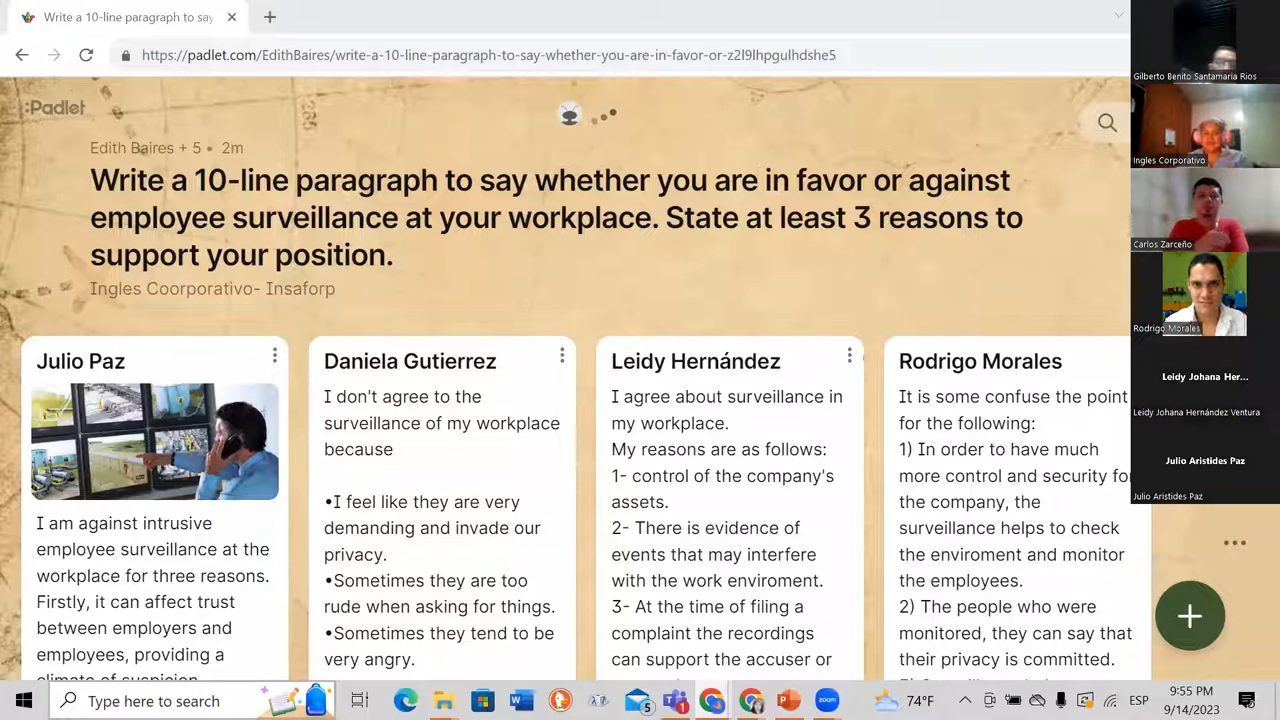 Write a 10-line paragraph to say
https://padlet.com/EdithBaires/write-a-10-line-paragraph-to-say-whether-you-are-in-favor-or-z2l9lhpgulhdshe5
:Padlet
Edith Baires + 5 • 2m
Write a 10-line paragraph to say whether you are in favor or against
employee surveillance at your workplace. State at least 3 reasons to
support your position.
Ingles Coorporativo- Insaforp
Julio Paz
I am against intrusive
employee surveillance at the
workplace for three reasons.
Firstly, it can affect trust
between employers and
employees, providing a
climate of suspicion
Daniela Gutierrez
I don't agree to the
surveillance of my workplace
because
•I feel like they are very
demanding and invade our
privacy.
•Sometimes they are too
rude when asking for things.
•Sometimes they tend to be
very angry.
Leidy Hernández
I agree about surveillance in
my workplace.
My reasons are as follows:
1- control of the company's
assets.
2- There is evidence of
events that may interfere
with the work enviroment.
3- At the time of filing a
complaint the recordings
can support the accuser or
Rodrigo Morales
It is some confuse the point
for the following:
1) In order to have much
more control and security for
the company, the
surveillance helps to check
the enviroment and monitor
the employees.
2) The people who were
monitored, they can say that
their privacy is committed.
Gilberto Benito Santamaria Rios
Ingles Corporativo
Carlos Zarceño
Rodrigo Morales
Leidy Johana Her...
Leidy Johana Hernández Ventura
Julio Aristides Paz
Julio Aristides Paz
Type here to search
5
1
zoom
74°F
ESP
9:55 PM
9/14/2023